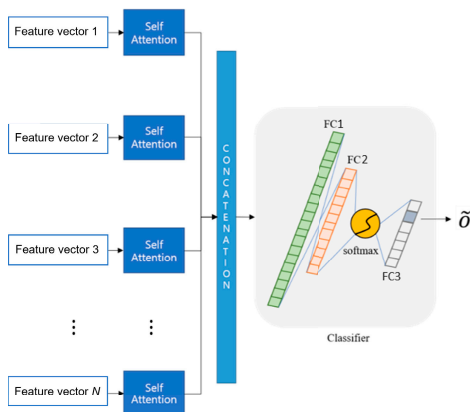 Feature vector 1
Self
Attention
Feature vector 2
Self
Attention
Feature vector 3
Self
Attention
Feature vector N
Self
Attention
CONCATENATION
FC1
FC2
softmax
FC3
õ
Classifier